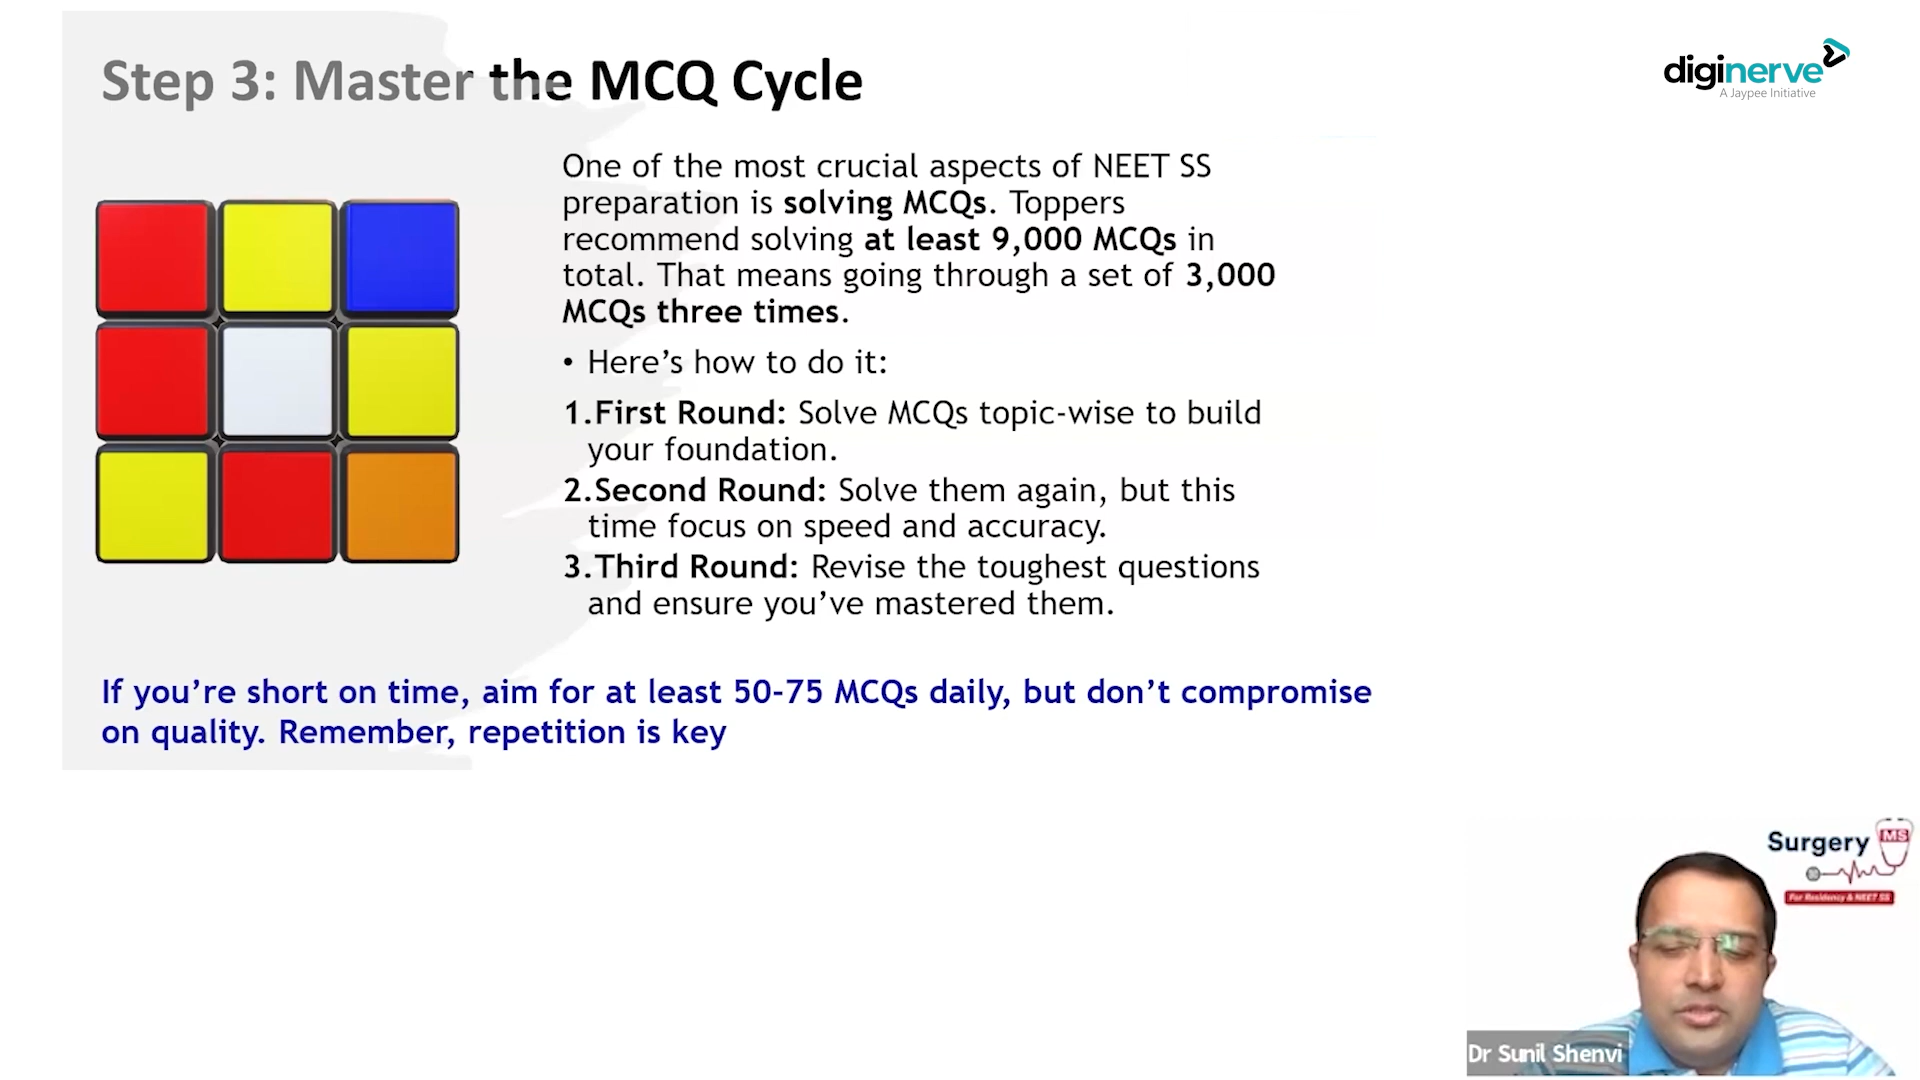 Step 3: Master the MCQ Cycle
diginerve
A Jaypee Initiative
One of the most crucial aspects of NEET SS
preparation is solving MCQs. Toppers
recommend solving at least 9,000 MCQs in
total. That means going through a set of 3,000
MCQs three times.
• Here’s how to do it:
1.First Round: Solve MCQs topic-wise to build
your foundation.
2.Second Round: Solve them again, but this
time focus on speed and accuracy.
3.Third Round: Revise the toughest questions
and ensure you’ve mastered them.
If you’re short on time, aim for at least 50-75 MCQs daily, but don’t compromise
on quality. Remember, repetition is key
Surgery MS
For Residency & NEET SS
Dr Sunil Shenvi